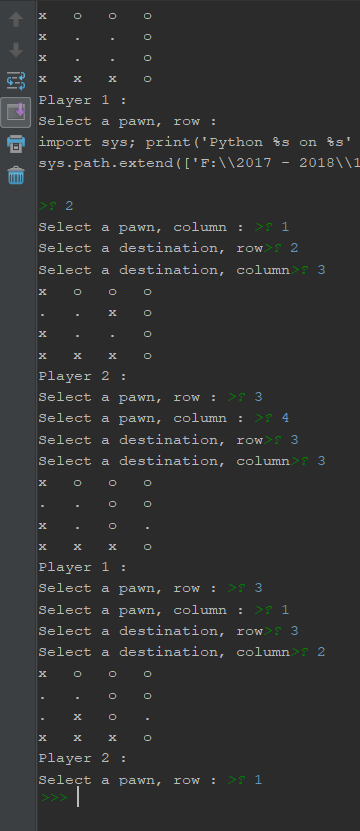 x o o o
x . . o
x . . o
x x x o
Player 1 :
Select a pawn, row :
import sys; print('Python %s on %s'
sys.path.extend(['F:\\2017 - 2018\\1
>? 2
Select a pawn, column : >? 1
Select a destination, row>? 2
Select a destination, column>? 3
x o o o
. . x o
x . . o
x x x o
Player 2 :
Select a pawn, row : >? 3
Select a pawn, column : >? 4
Select a destination, row>? 3
Select a destination, column>? 3
x o o o
. . o o
x . o .
x x x o
Player 1 :
Select a pawn, row : >? 3
Select a pawn, column : >? 1
Select a destination, row>? 3
Select a destination, column>? 2
x o o o
. . o o
. x o .
x x x o
Player 2 :
Select a pawn, row : >? 1
>>>